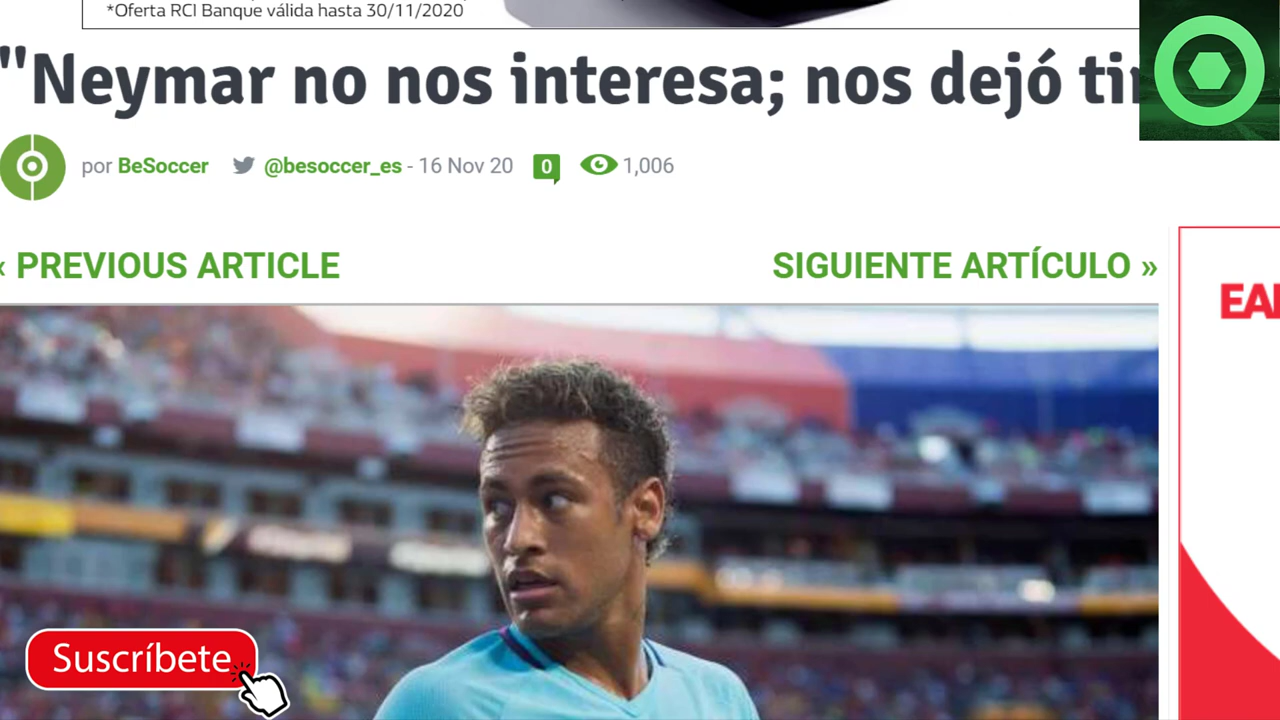 *Oferta RCI Banque válida hasta 30/11/2020
"Neymar no nos interesa; nos dejó
por BeSoccer @besoccer_es - 16 Nov 20 0 1,006
« PREVIOUS ARTICLE SIGUIENTE ARTÍCULO »
Suscríbete